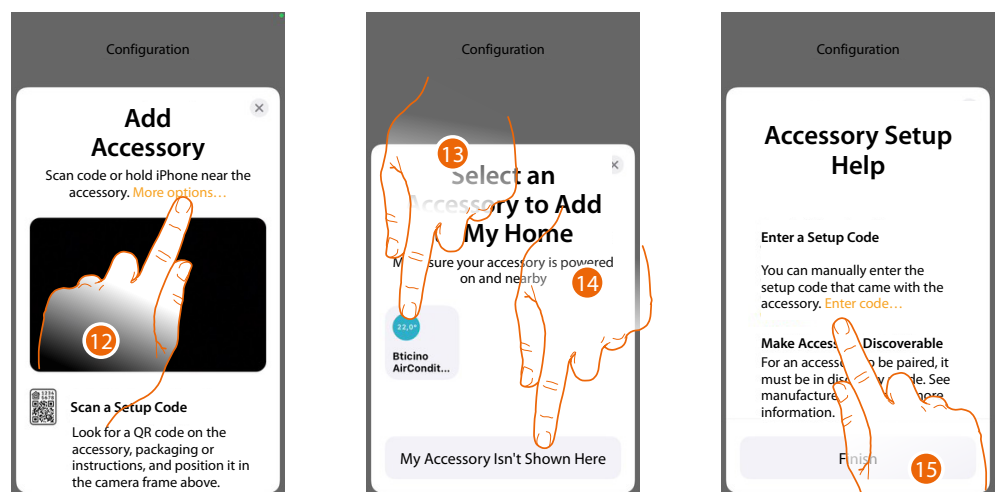 Configuration
Add
Accessory
Scan code or hold iPhone near the
accessory. More options…
12
1234
5678
Scan a Setup Code
Look for a QR code on the
accessory, packaging or
instructions, and position it in
the camera frame above.
Configuration
13
Select an
Accessory to Add
My Home
sure your accessory is powered
on and nearby
14
22,0°
Bticino
AirCondit...
My Accessory Isn't Shown Here
Configuration
Accessory Setup
Help
Enter a Setup Code
You can manually enter the
setup code that came with the
accessory. Enter code…
Make Discoverable
For an be paired, it
must be in See
more
information.
Finish
15